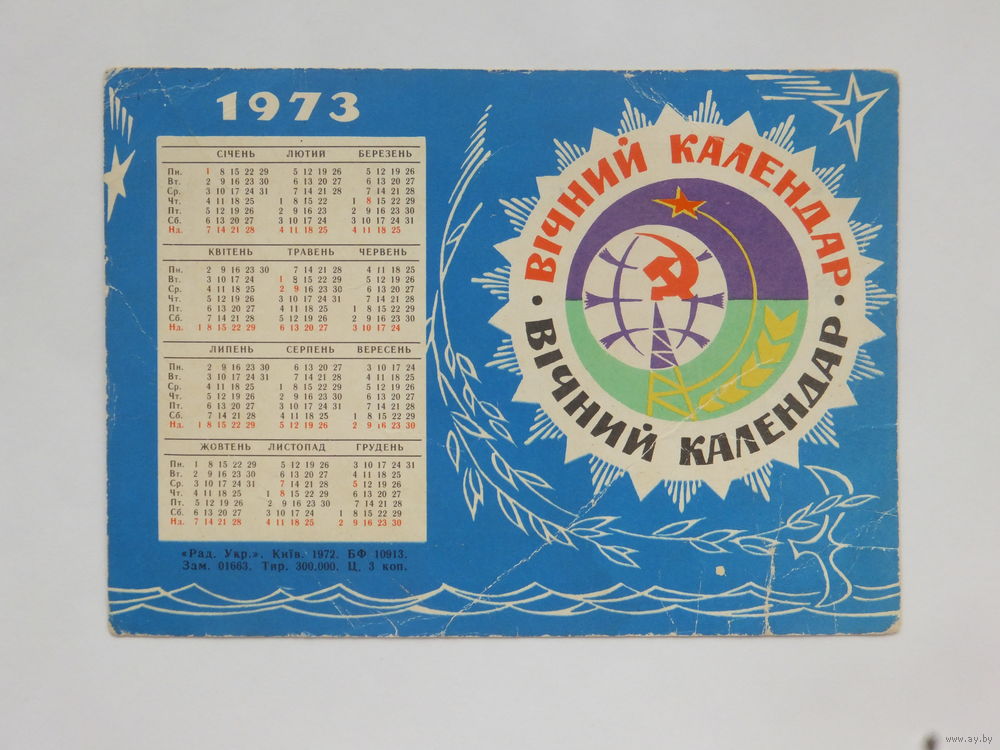 1973
СІЧЕНЬ ЛЮТИЙ БЕРЕЗЕНЬ
Пн. 1 8 15 22 29 5 12 19 26 5 12 19 26
Вт. 2 9 16 23 30 6 13 20 27 6 13 20 27
Ср. 3 10 17 24 31 7 14 21 28 7 14 21 28
Чт. 4 11 18 25 1 8 15 22 1 8 15 22 29
Пт. 5 12 19 26 2 9 16 23 2 9 16 23 30
Сб. 6 13 20 27 3 10 17 24 3 10 17 24 31
Нд. 7 14 21 28 4 11 18 25 4 11 18 25
КВІТЕНЬ ТРАВЕНЬ ЧЕРВЕНЬ
Пн. 2 9 16 23 30 7 14 21 28 4 11 18 25
Вт. 3 10 17 24 1 8 15 22 29 5 12 19 26
Ср. 4 11 18 25 2 9 16 23 30 6 13 20 27
Чт. 5 12 19 26 3 10 17 24 31 7 14 21 28
Пт. 6 13 20 27 4 11 18 25 1 8 15 22 29
Сб. 7 14 21 28 5 12 19 26 2 9 16 23 30
Нд. 1 8 15 22 29 6 13 20 27 3 10 17 24
ЛИПЕНЬ СЕРПЕНЬ ВЕРЕСЕНЬ
Пн. 2 9 16 23 30 6 13 20 27 3 10 17 24
Вт. 3 10 17 24 31 7 14 21 28 4 11 18 25
Ср. 4 11 18 25 1 8 15 22 29 5 12 19 26
Чт. 5 12 19 26 2 9 16 23 30 6 13 20 27
Пт. 6 13 20 27 3 10 17 24 31 7 14 21 28
Сб. 7 14 21 28 4 11 18 25 1 8 15 22 29
Нд. 1 8 15 22 29 5 12 19 26 2 9 16 23 30
ЖОВТЕНЬ ЛИСТОПАД ГРУДЕНЬ
Пн. 1 8 15 22 29 5 12 19 26 3 10 17 24 31
Вт. 2 9 16 23 30 6 13 20 27 4 11 18 25
Ср. 3 10 17 24 31 7 14 21 28 5 12 19 26
Чт. 4 11 18 25 1 8 15 22 29 6 13 20 27
Пт. 5 12 19 26 2 9 16 23 30 7 14 21 28
Сб. 6 13 20 27 3 10 17 24 1 8 15 22 29
Нд. 7 14 21 28 4 11 18 25 2 9 16 23 30
«Рад. Укр.». Київ. 1972. БФ 10913.
Зам. 01663. Тир. 300.000. Ц. 3 коп.
ВІЧНИЙ КАЛЕНДАР
ВІЧНИЙ КАЛЕНДАР
www.ay.by